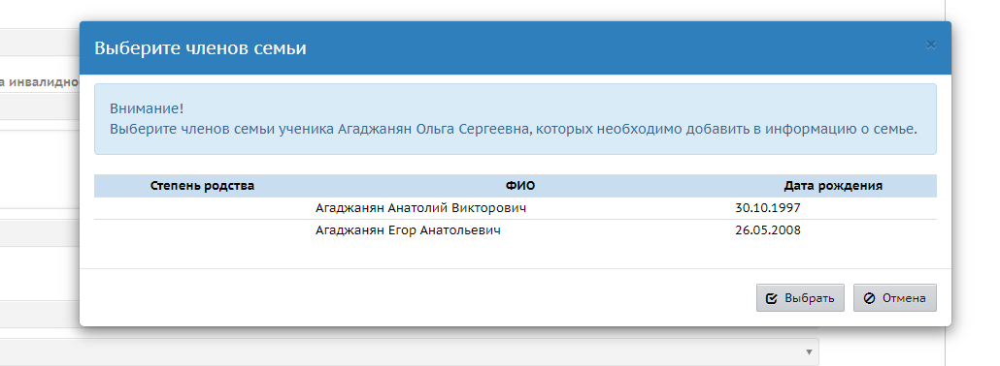 Выберите членов семьи
×
а инвалидно
Внимание!
Выберите членов семьи ученика Агаджанян Ольга Сергеевна, которых необходимо добавить в информацию о семье.
Степень родства ФИО Дата рождения
Агаджанян Анатолий Викторович 30.10.1997
Агаджанян Егор Анатольевич 26.05.2008
Выбрать Отмена